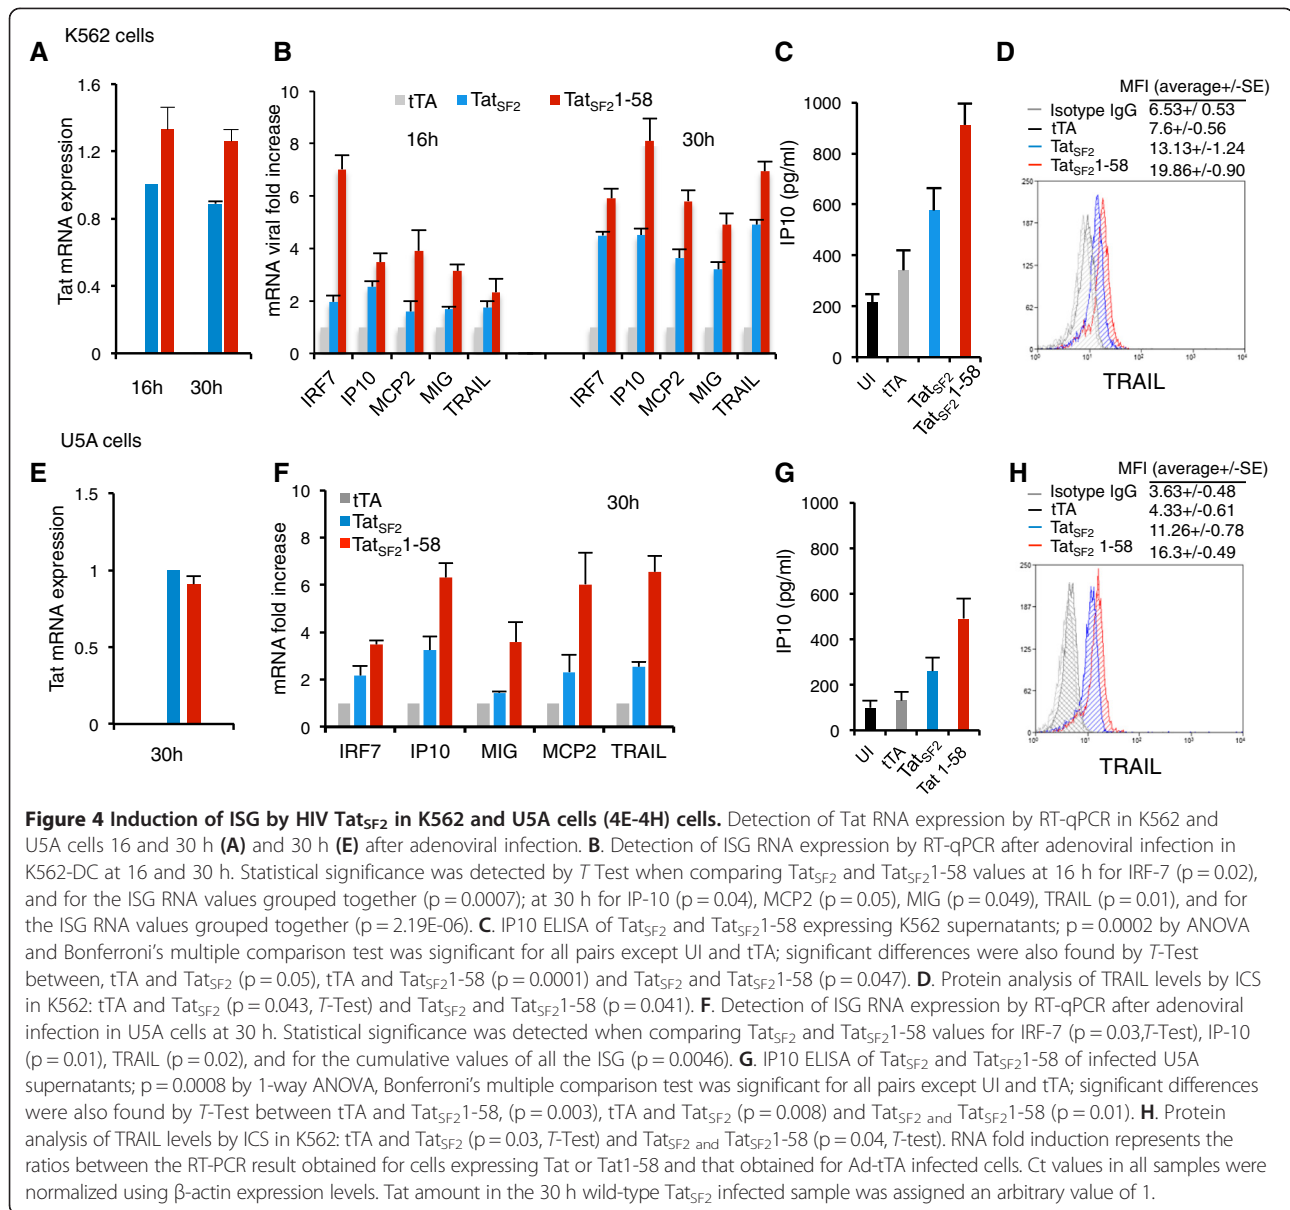 K562 cells
A
Tat mRNA expression
1.6
1.2
0.8
0.4
0
16h
30h
B
mRNA viral fold increase
10
8
6
4
2
0
tTA
TatSF2
TatSF21-58
16h
30h
IRF7
IP10
MCP2
MIG
TRAIL
IRF7
IP10
MCP2
MIG
TRAIL
C
IP10 (pg/ml)
1000
800
600
400
200
0
UI
tTA
TatSF2
TatSF21-58
D
MFI (average+/-SE)
Isotype IgG 6.53+/ 0.53
tTA 7.6+/-0.56
TatSF2 13.13+/-1.24
TatSF21-58 19.86+/-0.90
250
187
125
62
0
10⁰ 10¹ 10² 10³ 10⁴
TRAIL
U5A cells
E
Tat mRNA expression
1.5
1
0.5
0
30h
F
mRNA fold increase
10
8
6
4
2
0
tTA
TatSF2
TatSF21-58
30h
IRF7
IP10
MIG
MCP2
TRAIL
G
IP10 (pg/ml)
1000
800
600
400
200
0
UI
tTA
TatSF2
Tat 1-58
H
MFI (average+/-SE)
Isotype IgG 3.63+/-0.48
tTA 4.33+/-0.61
TatSF2 11.26+/-0.78
TatSF2 1-58 16.3+/-0.49
250
187
125
62
0
10⁰ 10¹ 10² 10³ 10⁴
TRAIL
Figure 4 Induction of ISG by HIV TatSF2 in K562 and U5A cells (4E-4H) cells. Detection of Tat RNA expression by RT-qPCR in K562 and
U5A cells 16 and 30 h (A) and 30 h (E) after adenoviral infection. B. Detection of ISG RNA expression by RT-qPCR after adenoviral infection in
K562-DC at 16 and 30 h. Statistical significance was detected by T Test when comparing TatSF2 and TatSF21-58 values at 16 h for IRF-7 (p = 0.02),
and for the ISG RNA values grouped together (p = 0.0007); at 30 h for IP-10 (p = 0.04), MCP2 (p = 0.05), MIG (p = 0.049), TRAIL (p = 0.01), and for
the ISG RNA values grouped together (p = 2.19E-06). C. IP10 ELISA of TatSF2 and TatSF21-58 expressing K562 supernatants; p = 0.0002 by ANOVA
and Bonferroni's multiple comparison test was significant for all pairs except UI and tTA; significant differences were also found by T-Test
between, tTA and TatSF2 (p = 0.05), tTA and TatSF21-58 (p = 0.0001) and TatSF2 and TatSF21-58 (p = 0.047). D. Protein analysis of TRAIL levels by ICS
in K562: tTA and TatSF2 (p = 0.043, T-Test) and TatSF2 and TatSF21-58 (p = 0.041). F. Detection of ISG RNA expression by RT-qPCR after adenoviral
infection in U5A cells at 30 h. Statistical significance was detected when comparing TatSF2 and TatSF21-58 values for IRF-7 (p = 0.03,T-Test), IP-10
(p = 0.01), TRAIL (p = 0.02), and for the cumulative values of all the ISG (p = 0.0046). G. IP10 ELISA of TatSF2 and TatSF21-58 of infected U5A
supernatants; p = 0.0008 by 1-way ANOVA, Bonferroni's multiple comparison test was significant for all pairs except UI and tTA; significant differences
were also found by T-Test between tTA and TatSF21-58, (p = 0.003), tTA and TatSF2 (p = 0.008) and TatSF2 and TatSF21-58 (p = 0.01). H. Protein
analysis of TRAIL levels by ICS in K562: tTA and TatSF2 (p = 0.03, T-Test) and TatSF2 and TatSF21-58 (p = 0.04, T-test). RNA fold induction represents the
ratios between the RT-PCR result obtained for cells expressing Tat or Tat1-58 and that obtained for Ad-tTA infected cells. Ct values in all samples were
normalized using β-actin expression levels. Tat amount in the 30 h wild-type TatSF2 infected sample was assigned an arbitrary value of 1.